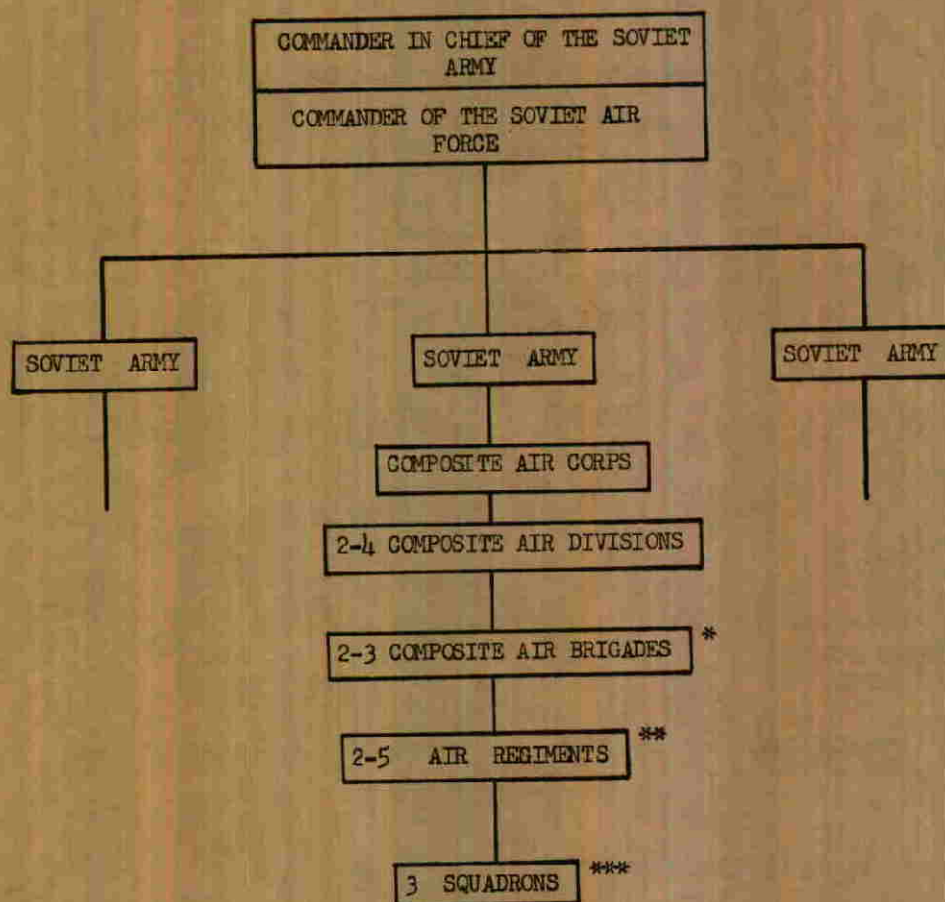 COMMANDER IN CHIEF OF THE SOVIET
ARMY
COMMANDER OF THE SOVIET AIR
FORCE
SOVIET ARMY
SOVIET ARMY
SOVIET ARMY
COMPOSITE AIR CORPS
2-4 COMPOSITE AIR DIVISIONS
2-3 COMPOSITE AIR BRIGADES *
2-5 AIR REGIMENTS **
3 SQUADRONS ***